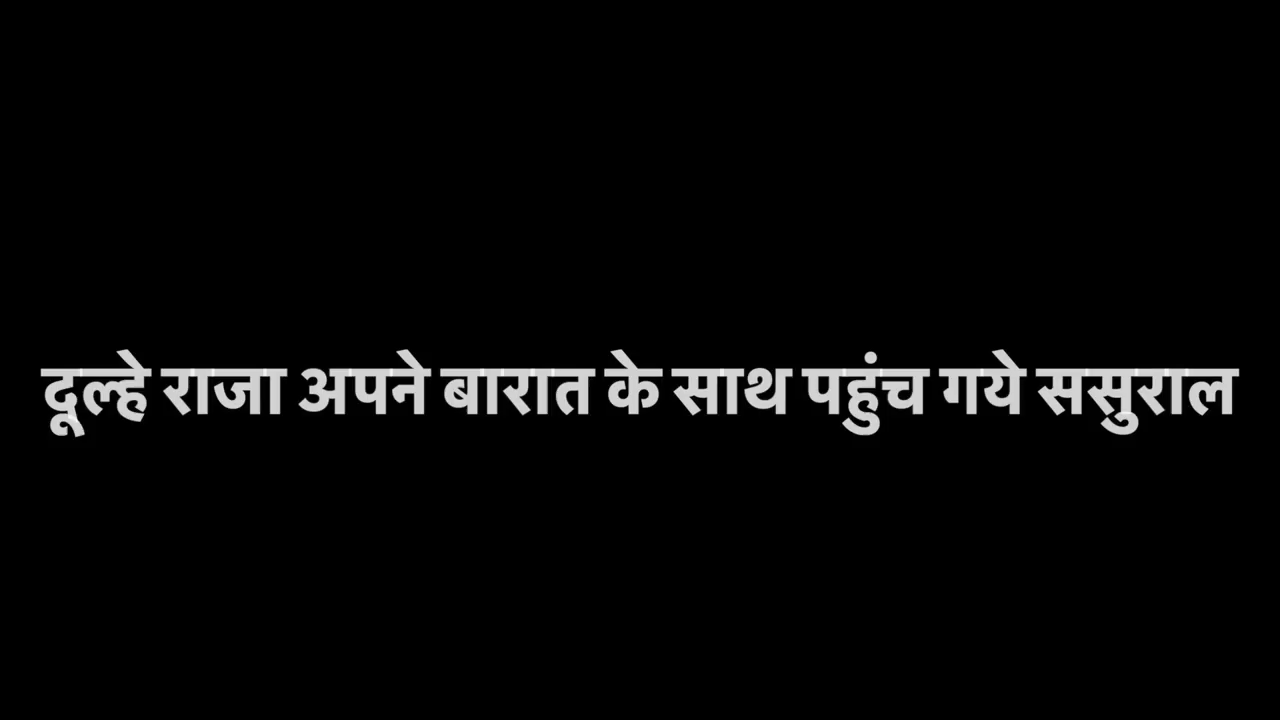 दूल्हे राजा अपने बारात के साथ पहुंच गये ससुराल